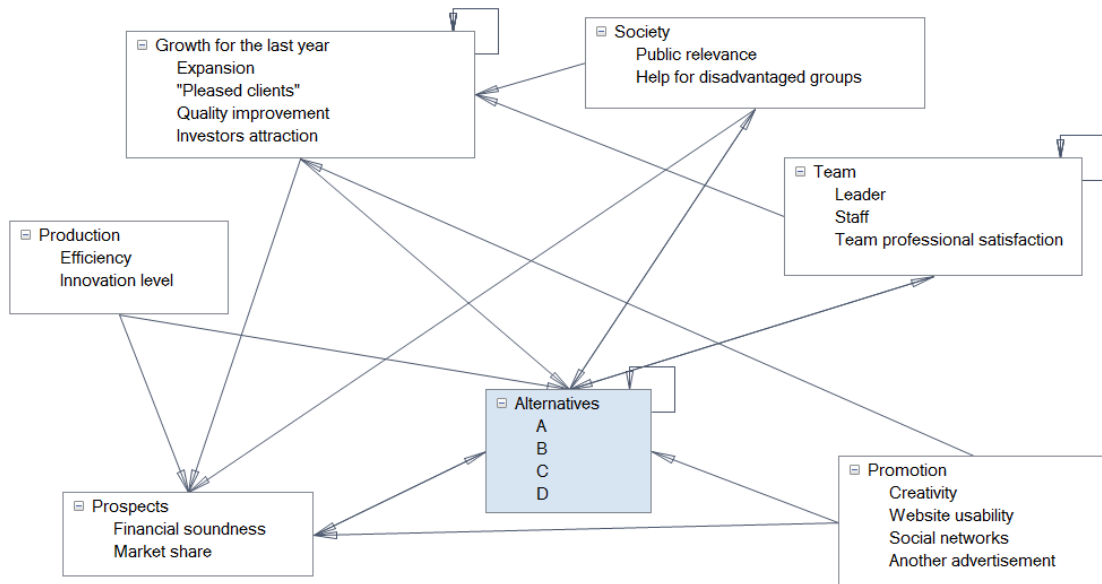 Growth for the last year
Expansion
"Pleased clients"
Quality improvement
Investors attraction
Society
Public relevance
Help for disadvantaged groups
Team
Leader
Staff
Team professional satisfaction
Production
Efficiency
Innovation level
Alternatives
A
B
C
D
Prospects
Financial soundness
Market share
Promotion
Creativity
Website usability
Social networks
Another advertisement